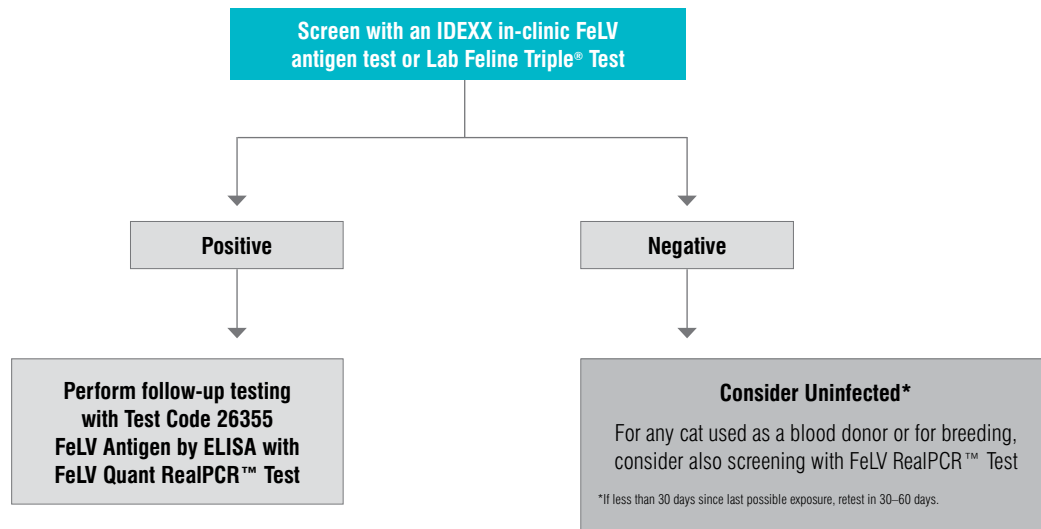 Screen with an IDEXX in-clinic FeLV
antigen test or Lab Feline Triple® Test
Positive
Negative
Perform follow-up testing
with Test Code 26355
FeLV Antigen by ELISA with
FeLV Quant RealPCR™ Test
Consider Uninfected*
For any cat used as a blood donor or for breeding,
consider also screening with FeLV RealPCR™ Test
*If less than 30 days since last possible exposure, retest in 30–60 days.